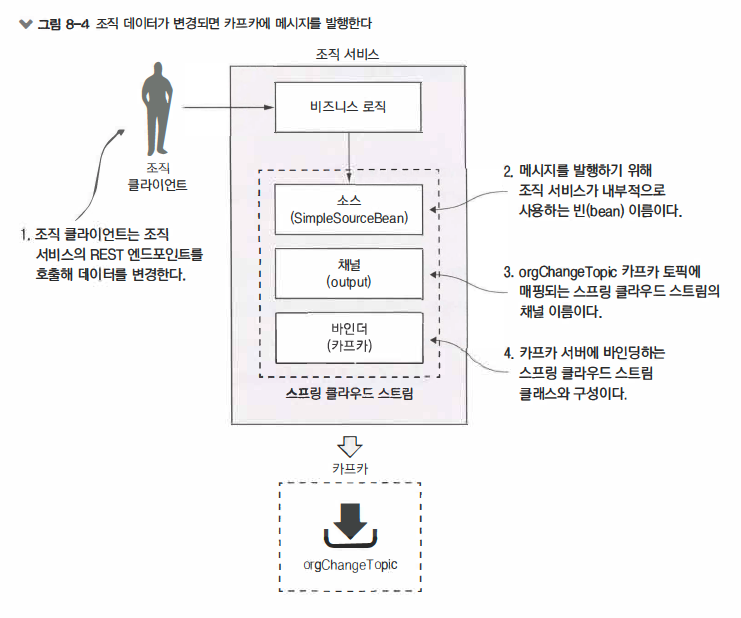 그림 8-4 조직 데이터가 변경되면 카프카에 메시지를 발행한다
조직 서비스
비즈니스 로직
조직
클라이언트
1. 조직 클라이언트는 조직
서비스의 REST 엔드포인트를
호출해 데이터를 변경한다.
소스
(SimpleSourceBean)
2. 메시지를 발행하기 위해
조직 서비스가 내부적으로
사용하는 빈(bean) 이름이다.
채널
(output)
3. orgChangeTopic 카프카 토픽에
매핑되는 스프링 클라우드 스트림의
채널 이름이다.
바인더
(카프카)
4. 카프카 서버에 바인딩하는
스프링 클라우드 스트림
클래스와 구성이다.
스프링 클라우드 스트림
카프카
orgChangeTopic